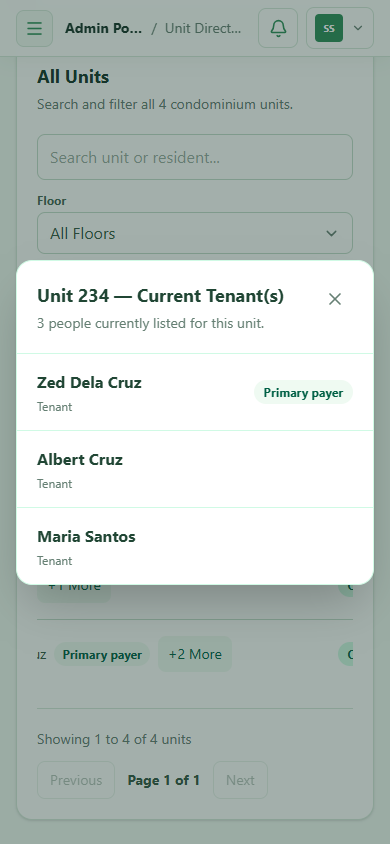 Admin Po... / Unit Direct... SS
All Units
Search and filter all 4 condominium units.
Search unit or resident...
Floor
All Floors
Unit 234 — Current Tenant(s)
3 people currently listed for this unit.
Zed Dela Cruz
Primary payer
Tenant
Albert Cruz
Tenant
Maria Santos
Tenant
+1 More
uz Primary payer +2 More
Showing 1 to 4 of 4 units
Previous Page 1 of 1 Next